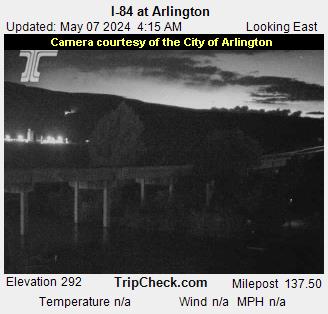 I-84 at Arlington
Updated: May 07 2024 4:15 AM Looking East
Camera courtesy of the City of Arlington
Elevation 292 TripCheck.com Milepost 137.50
Temperature n/a Wind n/a MPH n/a